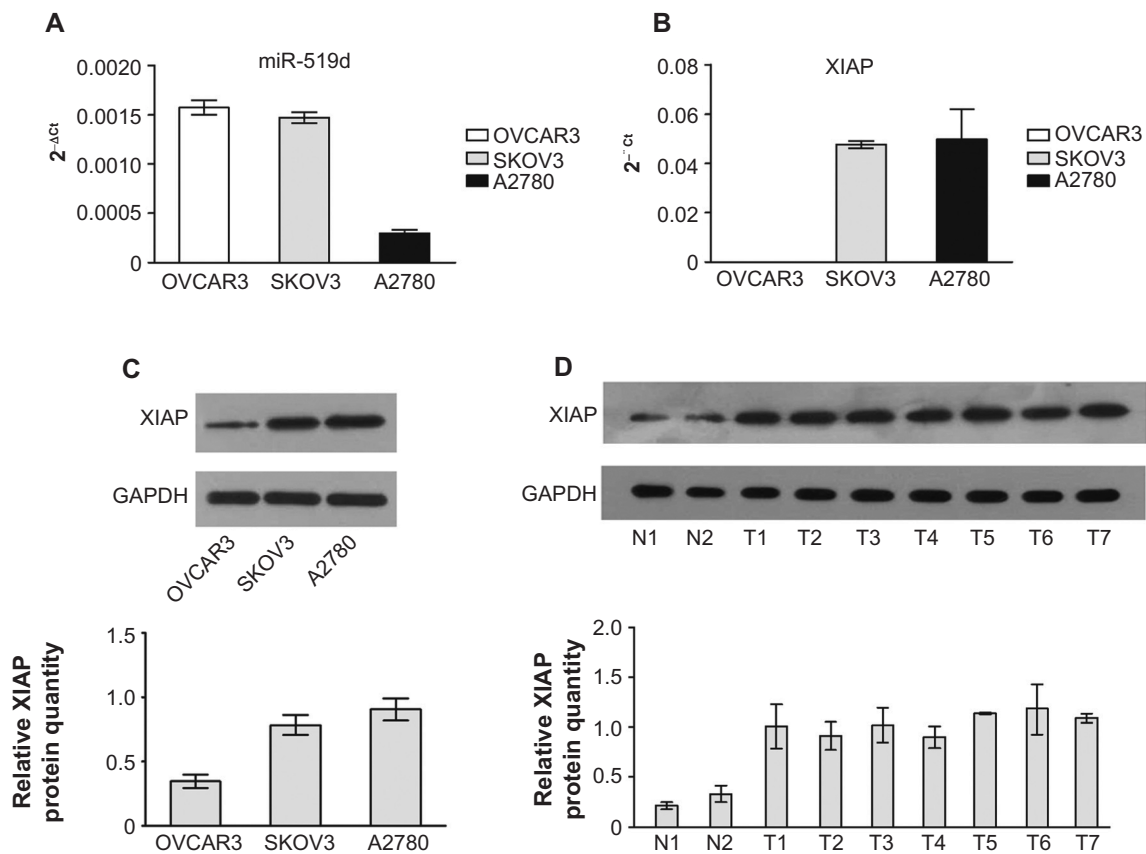 A
miR-519d
2−ΔCt
0.0020
0.0015
0.0010
0.0005
0
OVCAR3
SKOV3
A2780
OVCAR3
SKOV3
A2780
B
XIAP
2−¨ Ct
0.08
0.06
0.04
0.02
0
OVCAR3
SKOV3
A2780
OVCAR3
SKOV3
A2780
C
XIAP
GAPDH
OVCAR3
SKOV3
A2780
Relative XIAP
protein quantity
1.5
1.0
0.5
0
OVCAR3
SKOV3
A2780
D
XIAP
GAPDH
N1 N2 T1 T2 T3 T4 T5 T6 T7
Relative XIAP
protein quantity
2.0
1.5
1.0
0.5
0
N1 N2 T1 T2 T3 T4 T5 T6 T7